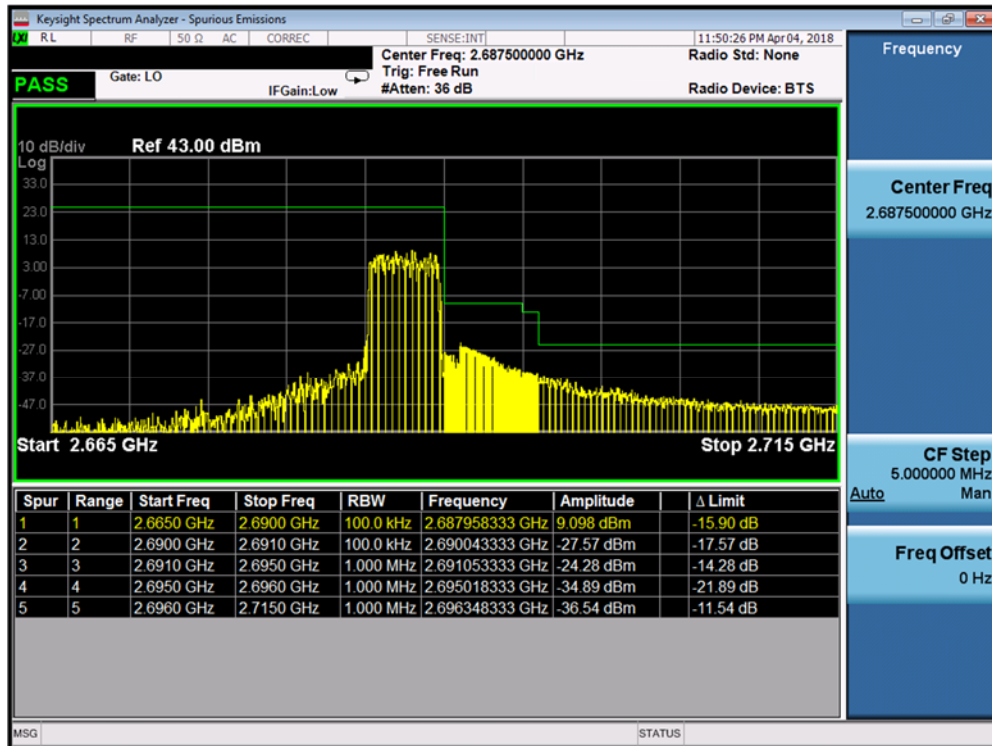 Keysight Spectrum Analyzer - Spurious Emissions
LXI RL RF 50 Ω AC CORREC SENSE:INT 11:50:26 PM Apr 04, 2018
Center Freq: 2.687500000 GHz Radio Std: None
PASS Gate: LO Trig: Free Run
IFGain:Low #Atten: 36 dB Radio Device: BTS
10 dB/div Ref 43.00 dBm
Log
33.0
23.0
13.0
3.00
-7.00
-17.0
-27.0
-37.0
-47.0
Start 2.665 GHz Stop 2.715 GHz
Spur Range Start Freq Stop Freq RBW Frequency Amplitude Δ Limit
1 1 2.6650 GHz 2.6900 GHz 100.0 kHz 2.687958333 GHz 9.098 dBm -15.90 dB
2 2 2.6900 GHz 2.6910 GHz 100.0 kHz 2.690043333 GHz -27.57 dBm -17.57 dB
3 3 2.6910 GHz 2.6950 GHz 1.000 MHz 2.691053333 GHz -24.28 dBm -14.28 dB
4 4 2.6950 GHz 2.6960 GHz 1.000 MHz 2.695018333 GHz -34.89 dBm -21.89 dB
5 5 2.6960 GHz 2.7150 GHz 1.000 MHz 2.696348333 GHz -36.54 dBm -11.54 dB
MSG STATUS
Frequency
Center Freq
2.687500000 GHz
CF Step
5.000000 MHz
Auto Man
Freq Offset
0 Hz